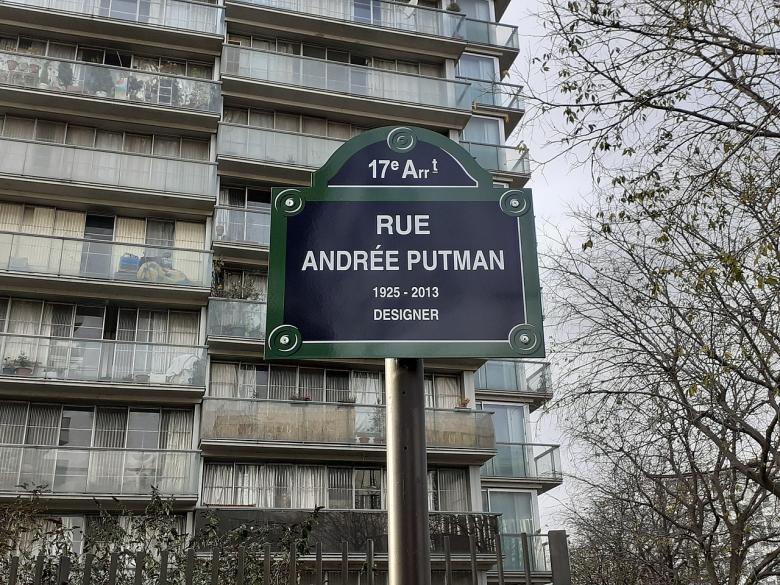 17e Arrt
RUE
ANDRÉE PUTMAN
1925 - 2013
DESIGNER